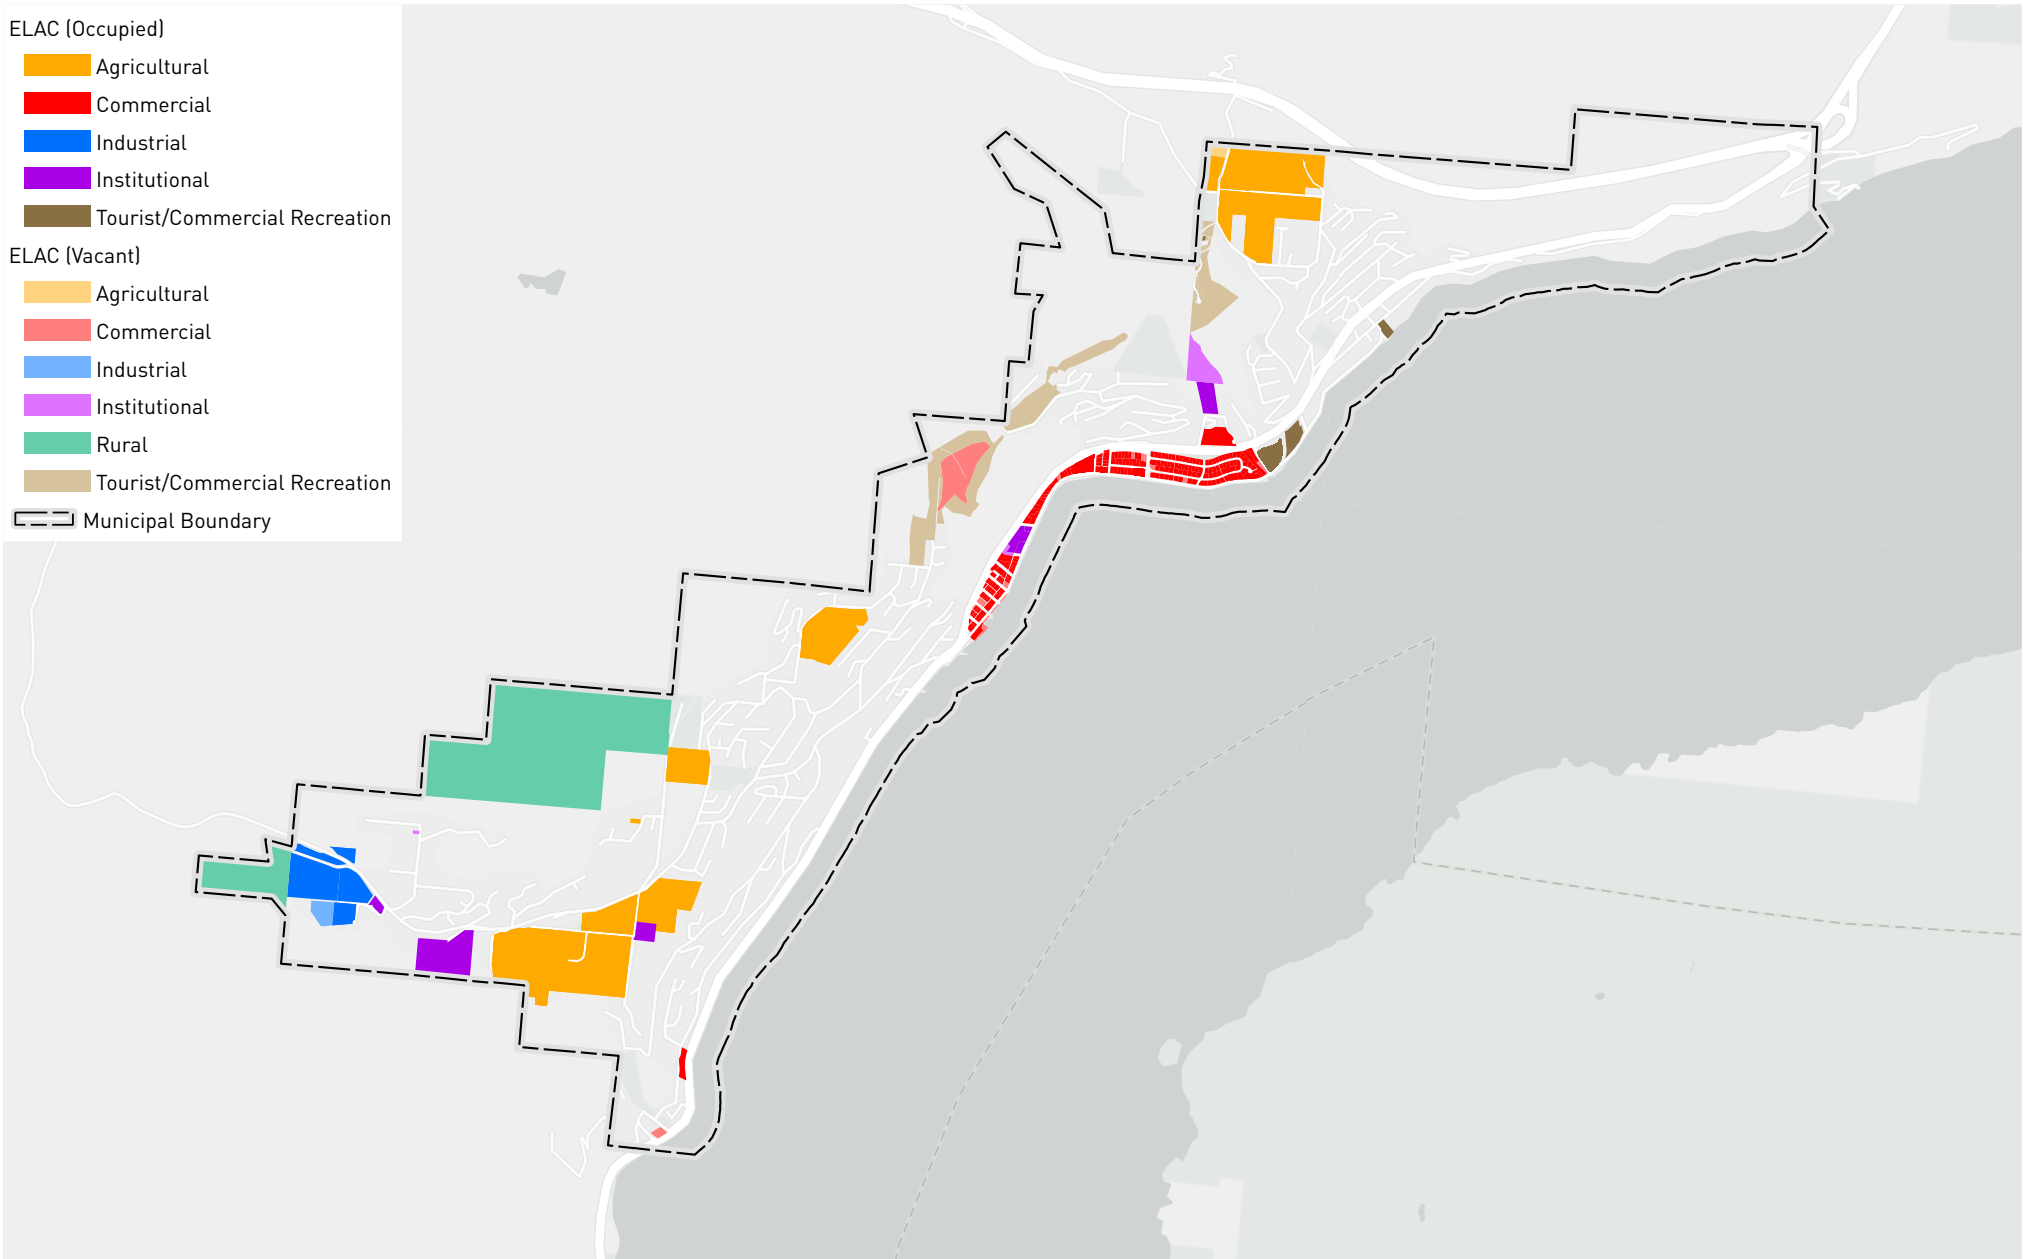 ELAC (Occupied)
Agricultural
Commercial
Industrial
Institutional
Tourist/Commercial Recreation
ELAC (Vacant)
Agricultural
Commercial
Industrial
Institutional
Rural
Tourist/Commercial Recreation
Municipal Boundary